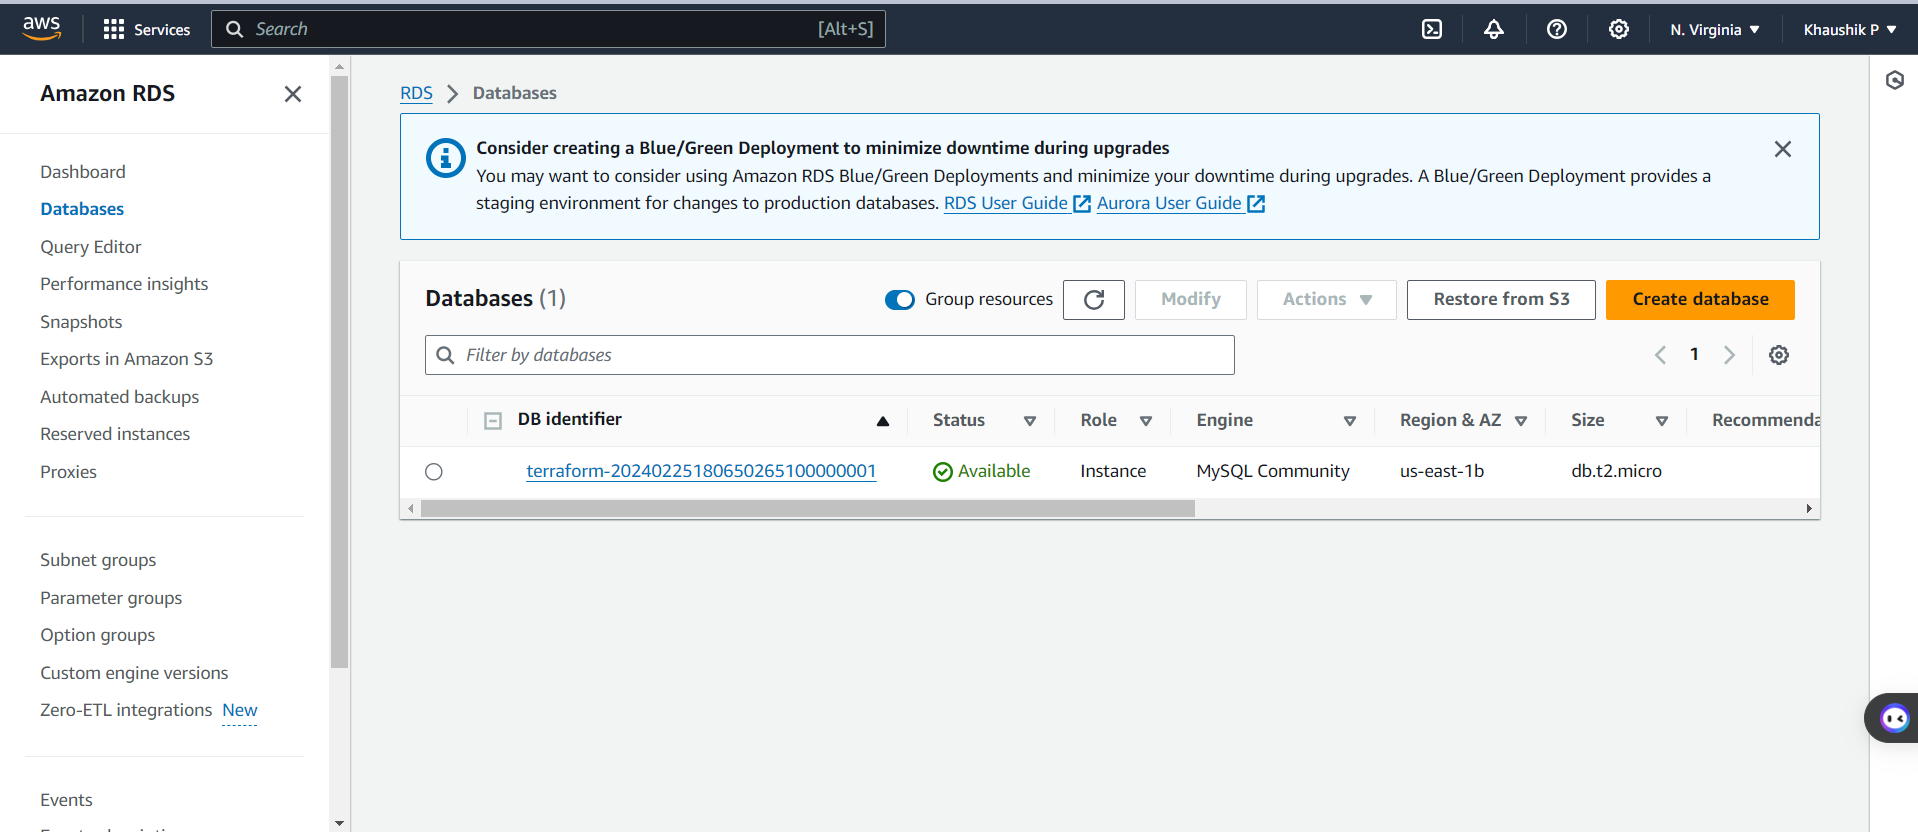 aws
Services
Search
[Alt+S]
N. Virginia
Khaushik P
Amazon RDS
Dashboard
Databases
Query Editor
Performance insights
Snapshots
Exports in Amazon S3
Automated backups
Reserved instances
Proxies
Subnet groups
Parameter groups
Option groups
Custom engine versions
Zero-ETL integrations New
Events
RDS > Databases
Consider creating a Blue/Green Deployment to minimize downtime during upgrades
You may want to consider using Amazon RDS Blue/Green Deployments and minimize your downtime during upgrades. A Blue/Green Deployment provides a
staging environment for changes to production databases. RDS User Guide Aurora User Guide
Databases (1)
Group resources
Modify
Actions
Restore from S3
Create database
Filter by databases
1
DB identifier Status Role Engine Region & AZ Size Recommenda
terraform-20240225180650265100000001 Available Instance MySQL Community us-east-1b db.t2.micro